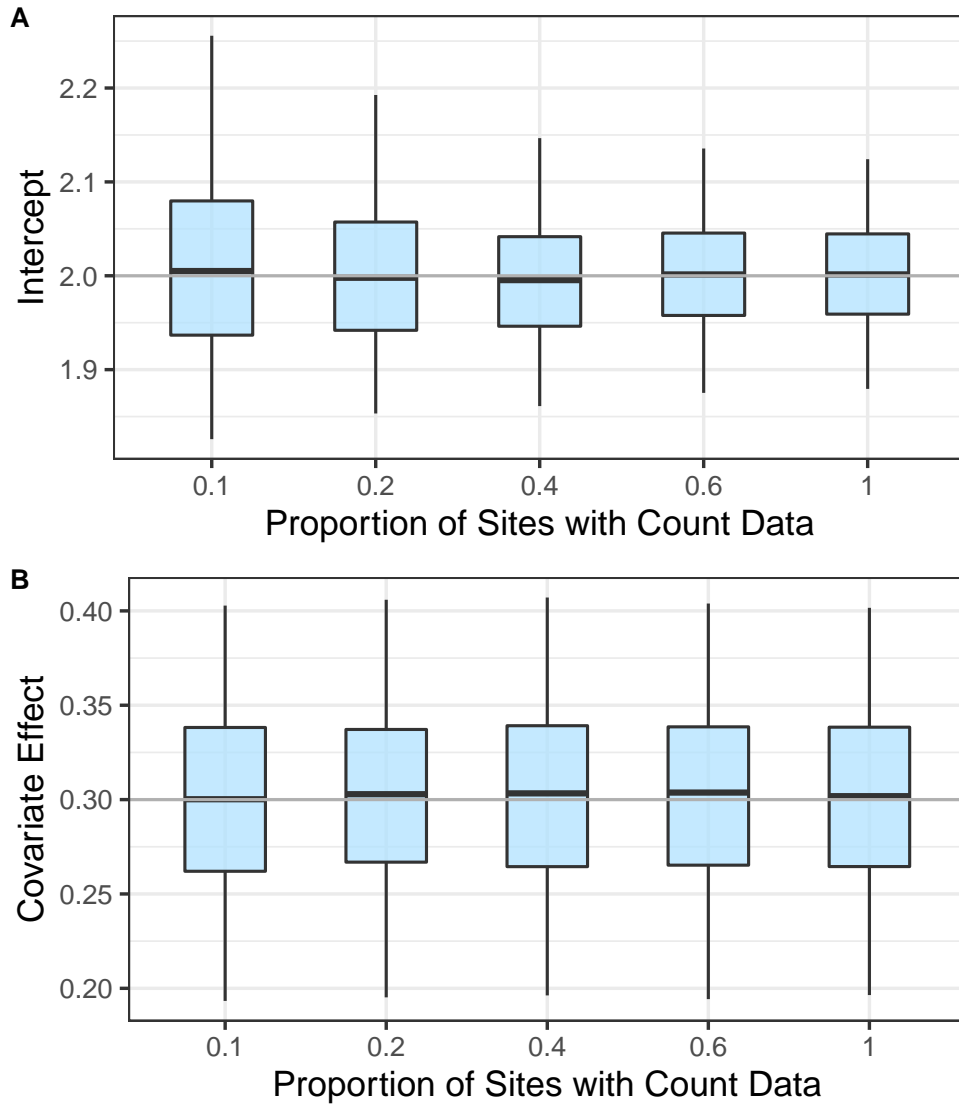 A
Intercept
2.2
2.1
2.0
1.9
0.1 0.2 0.4 0.6 1
Proportion of Sites with Count Data
B
Covariate Effect
0.40
0.35
0.30
0.25
0.20
0.1 0.2 0.4 0.6 1
Proportion of Sites with Count Data